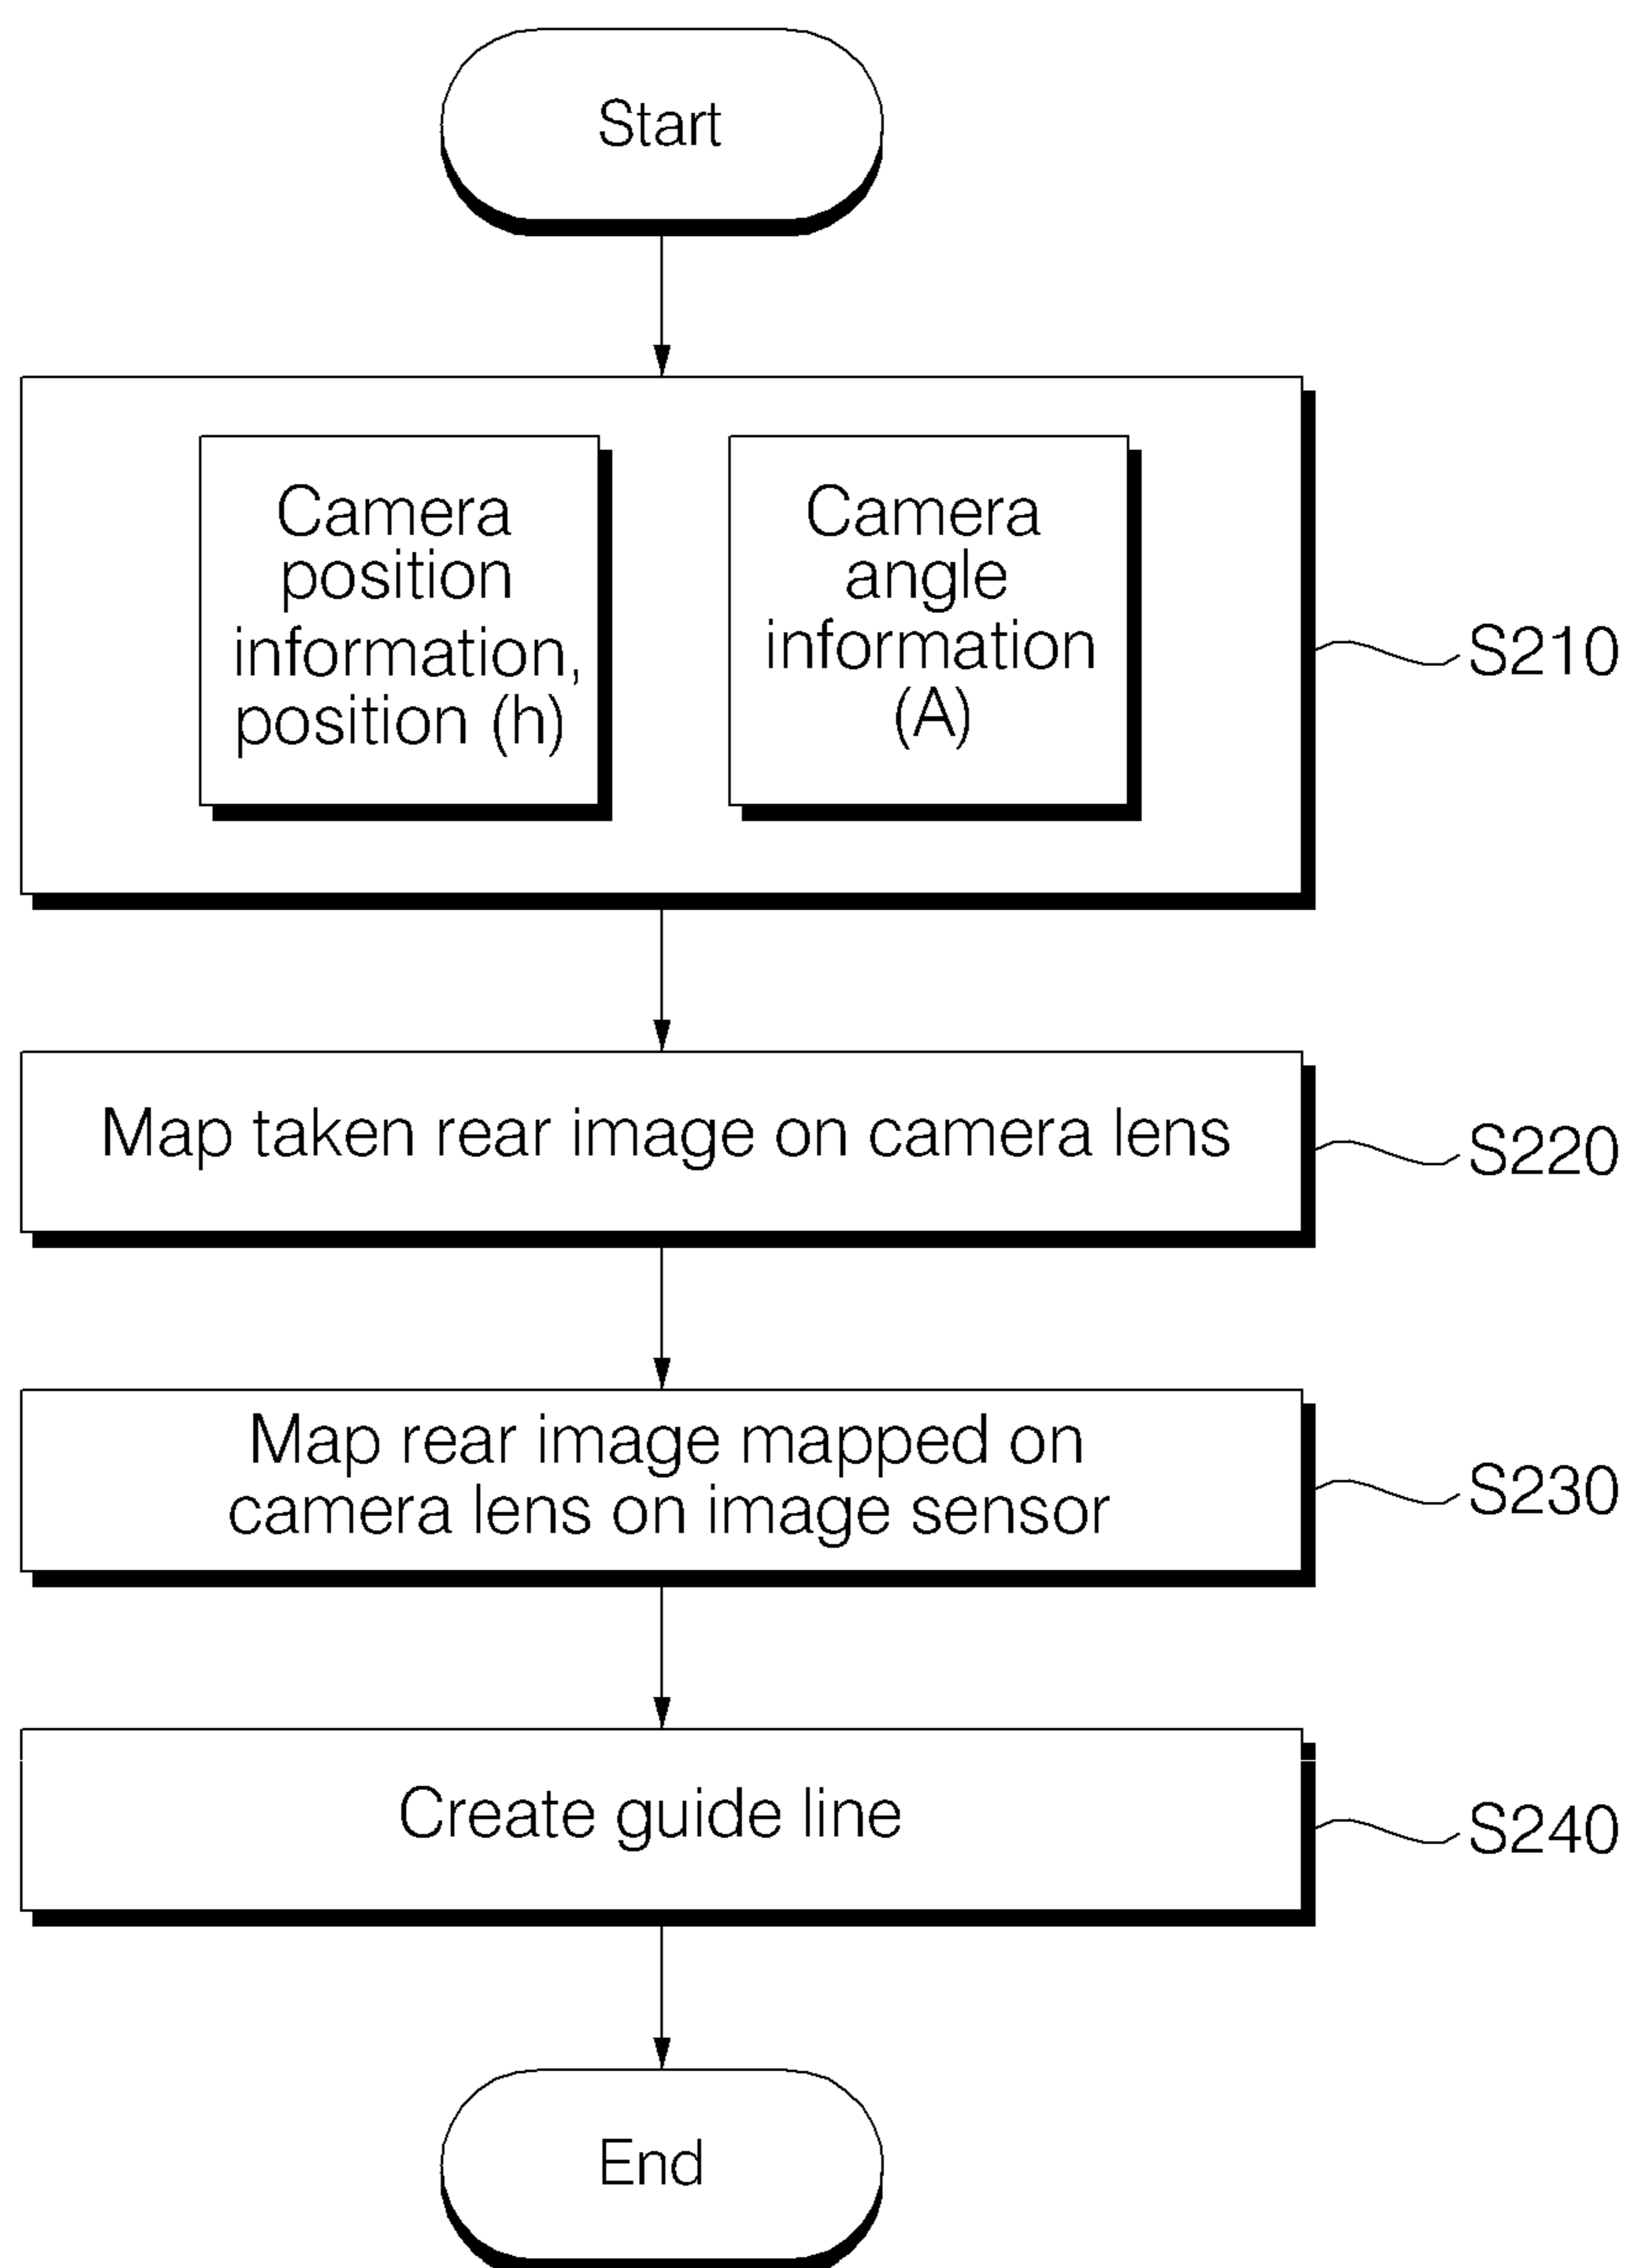 Start
Camera
position
information,
position (h)
Camera
angle
information
(A)
S210
Map taken rear image on camera lens
S220
Map rear image mapped on
camera lens on image sensor
S230
Create guide line
S240
End